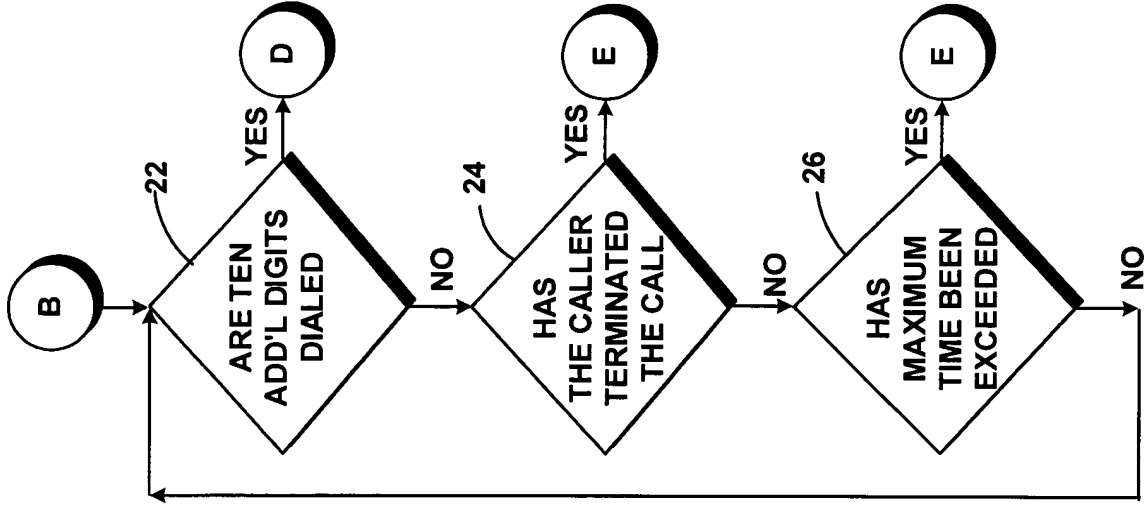 B
22
ARE TEN
ADD'L DIGITS
DIALED
YES
D
NO
24
HAS
THE CALLER
TERMINATED
THE CALL
YES
E
NO
26
HAS
MAXIMUM
TIME BEEN
EXCEEDED
YES
E
NO